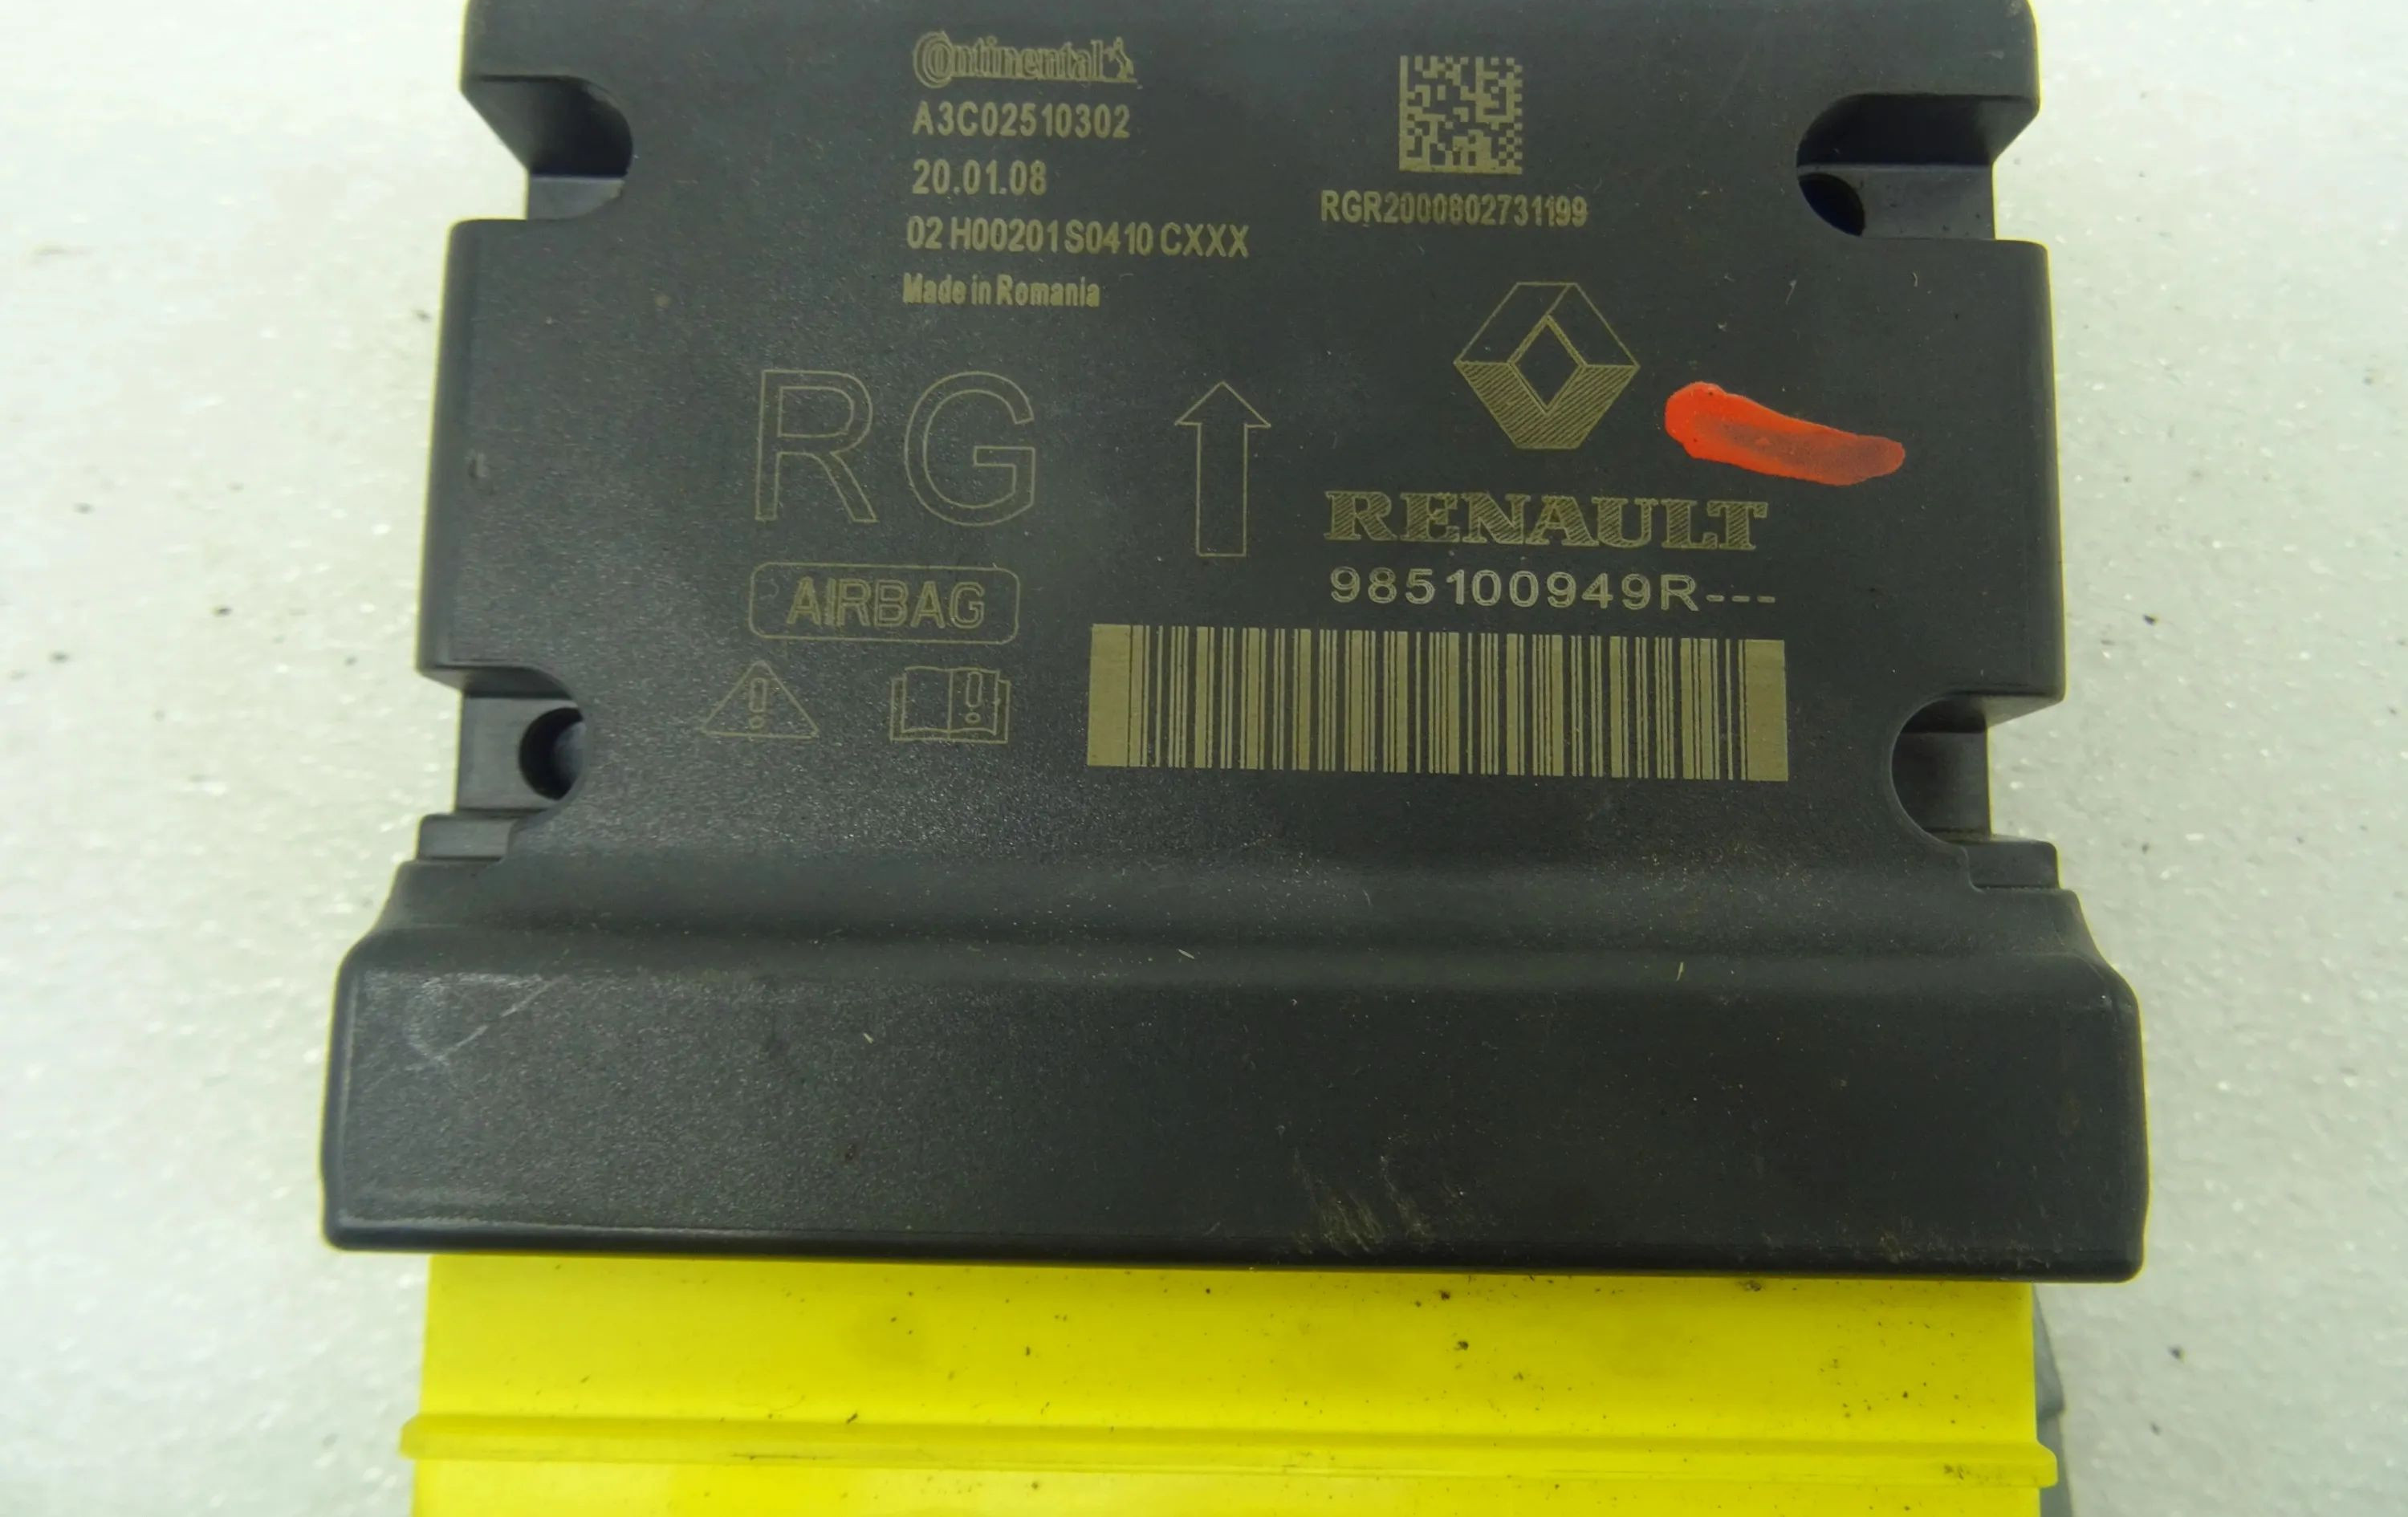 Continental
A3C02510302
20.01.08
02 H00201S0410 CXXX
Made in Romania
RGR2000802731199
RG
RENAULT
985100949R---
AIRBAG